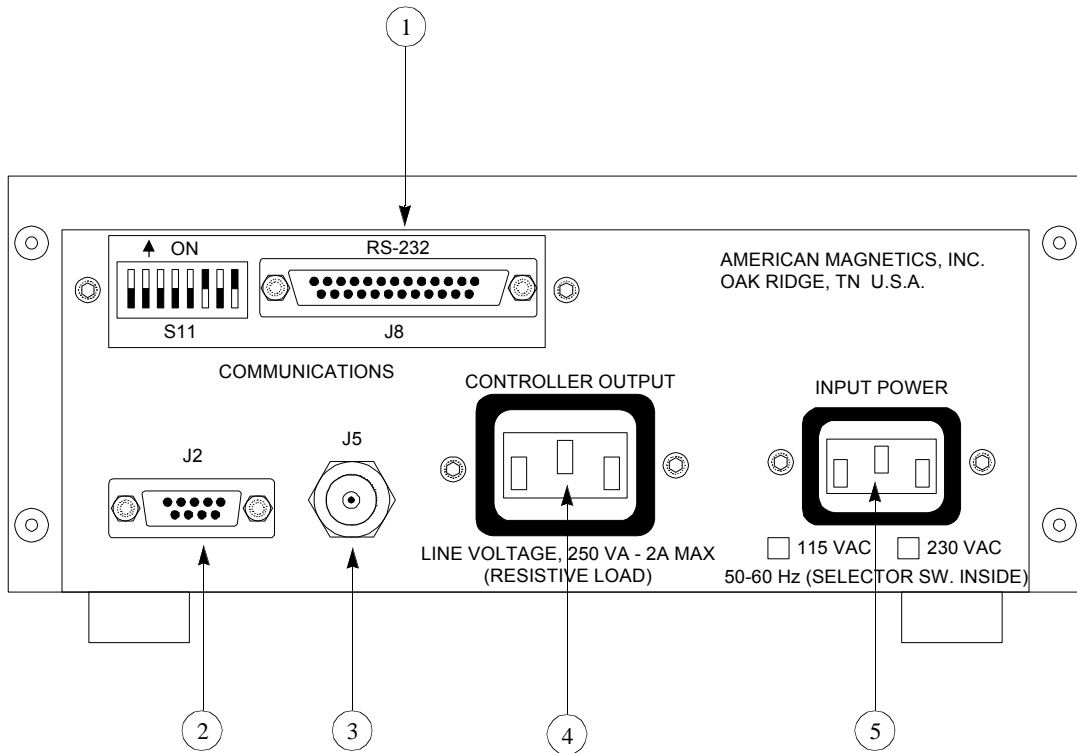 1
ON
RS-232
S11
J8
AMERICAN MAGNETICS, INC.
OAK RIDGE, TN U.S.A.
COMMUNICATIONS
CONTROLLER OUTPUT
INPUT POWER
J2
J5
LINE VOLTAGE, 250 VA - 2A MAX
(RESISTIVE LOAD)
115 VAC
230 VAC
50-60 Hz (SELECTOR SW. INSIDE)
2
3
4
5